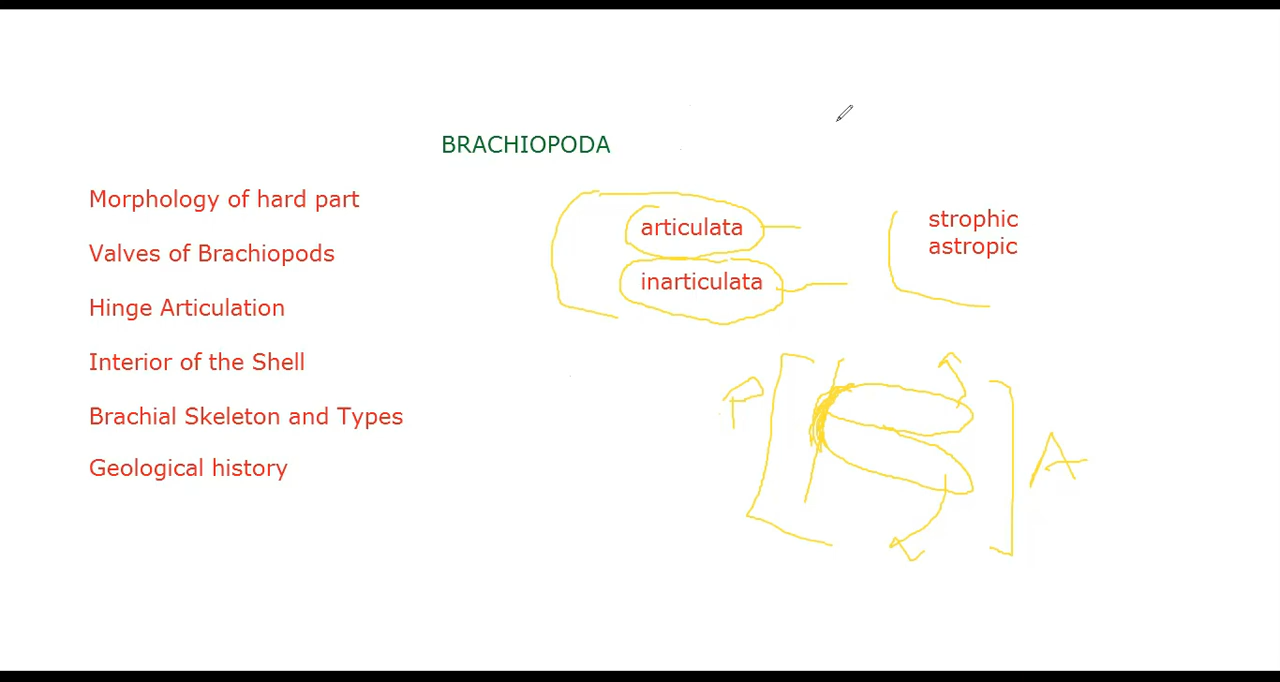 BRACHIOPODA
Morphology of hard part
Valves of Brachiopods
Hinge Articulation
Interior of the Shell
Brachial Skeleton and Types
Geological history
articulata
inarticulata
strophic
astropic
P
A